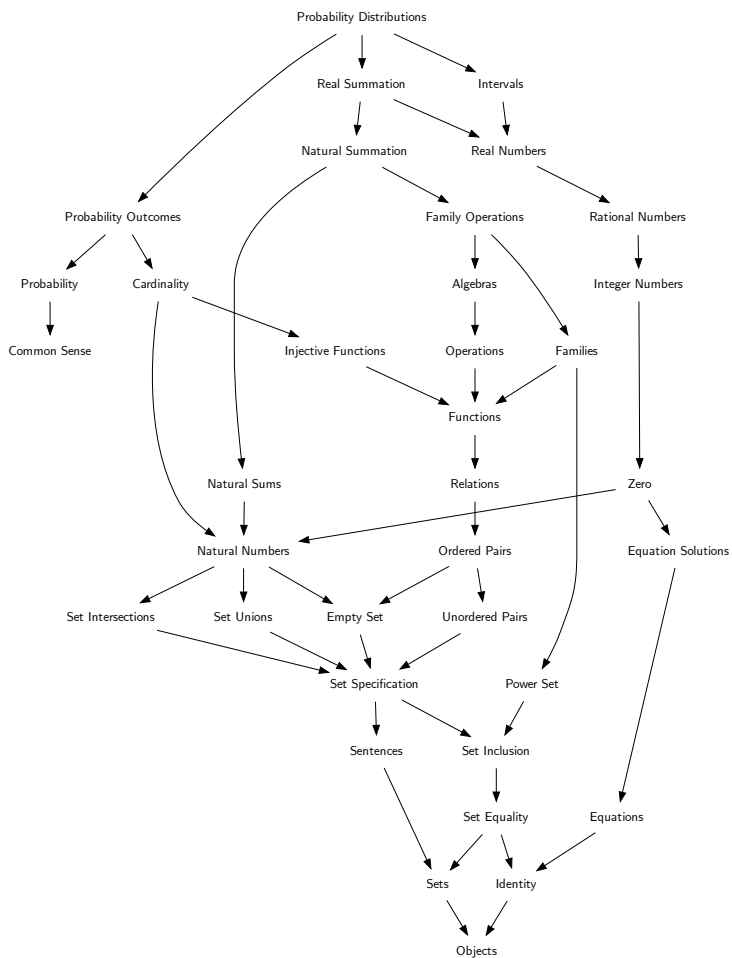 Probability Distributions
Real Summation
Intervals
Natural Summation
Real Numbers
Probability Outcomes
Family Operations
Rational Numbers
Probability
Cardinality
Algebras
Integer Numbers
Common Sense
Injective Functions
Operations
Families
Functions
Natural Sums
Relations
Zero
Natural Numbers
Ordered Pairs
Equation Solutions
Set Intersections
Set Unions
Empty Set
Unordered Pairs
Set Specification
Power Set
Sentences
Set Inclusion
Set Equality
Equations
Sets
Identity
Objects